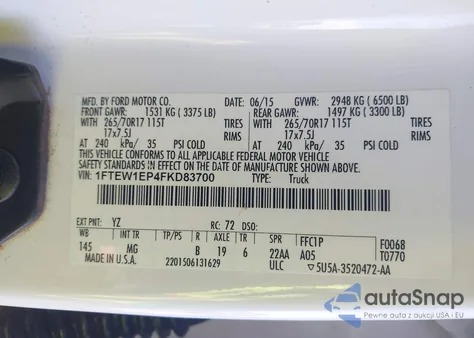 MFD. BY FORD MOTOR CO. 06/15 GVWR: 2948 KG (6500 LB)
FRONT GAWR: 1531 KG (3375 LB) REAR GAWR: 1497 KG (3300 LB)
WITH 265/70R17 115T TIRES WITH 265/70R17 115T TIRES
17x7.5J RIMS 17x7.5J RIMS
AT 240 kPa/ 35 PSI COLD AT 240 kPa/ 35 PSI COLD
THIS VEHICLE CONFORMS TO ALL APPLICABLE FEDERAL MOTOR VEHICLE
SAFETY STANDARDS IN EFFECT ON THE DATE OF MANUFACTURE SHOWN ABOVE.
VIN: 1FTEW1EP4FKD83700 TYPE: Truck
EXT PNT: YZ RC: 72 DSO:
WB INT TR TP/PS R AXLE TR SPR FFC1P F0068
145 MG B 19 6 22AA A05 T0770
MADE IN U.S.A. 2201506131629 ULC 5U5A-3520472-AA
autoSnap
Pewne auta z USA i nie tylko